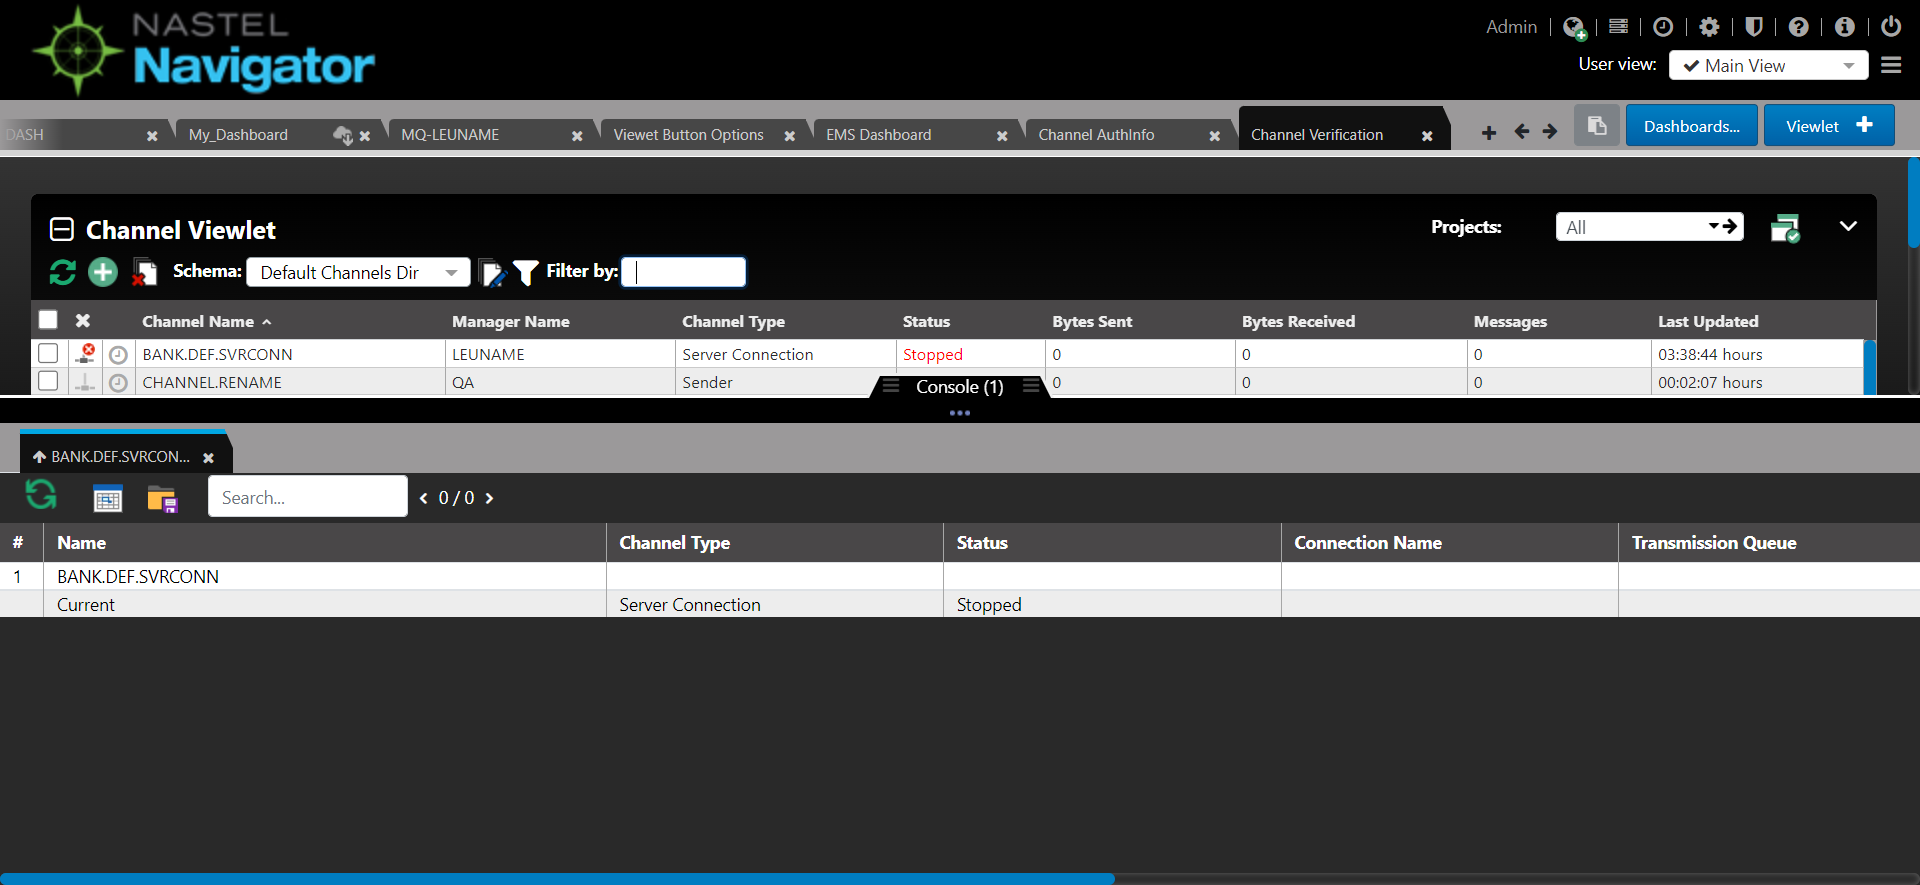 NASTEL
Navigator
Admin
User view: Main View
DASH My_Dashboard MQ-LEUNAME Viewet Button Options EMS Dashboard Channel AuthInfo Channel Verification Dashboards... Viewlet
Channel Viewlet Projects: All
Schema: Default Channels Dir Filter by:
Channel Name Manager Name Channel Type Status Bytes Sent Bytes Received Messages Last Updated
BANK.DEF.SVRCONN LEUNAME Server Connection Stopped 0 0 0 03:38:44 hours
CHANNEL.RENAME QA Sender 0 0 0 00:02:07 hours
Console (1)
BANK.DEF.SVRCON...
Search... 0 / 0
# Name Channel Type Status Connection Name Transmission Queue
1 BANK.DEF.SVRCONN
Current Server Connection Stopped